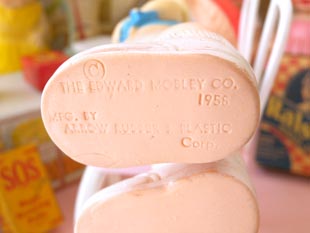 ©
THE EDWARD MOBLEY CO.
1958
MFG. BY
ARROW RUBBER & PLASTIC
Corp.
SOS